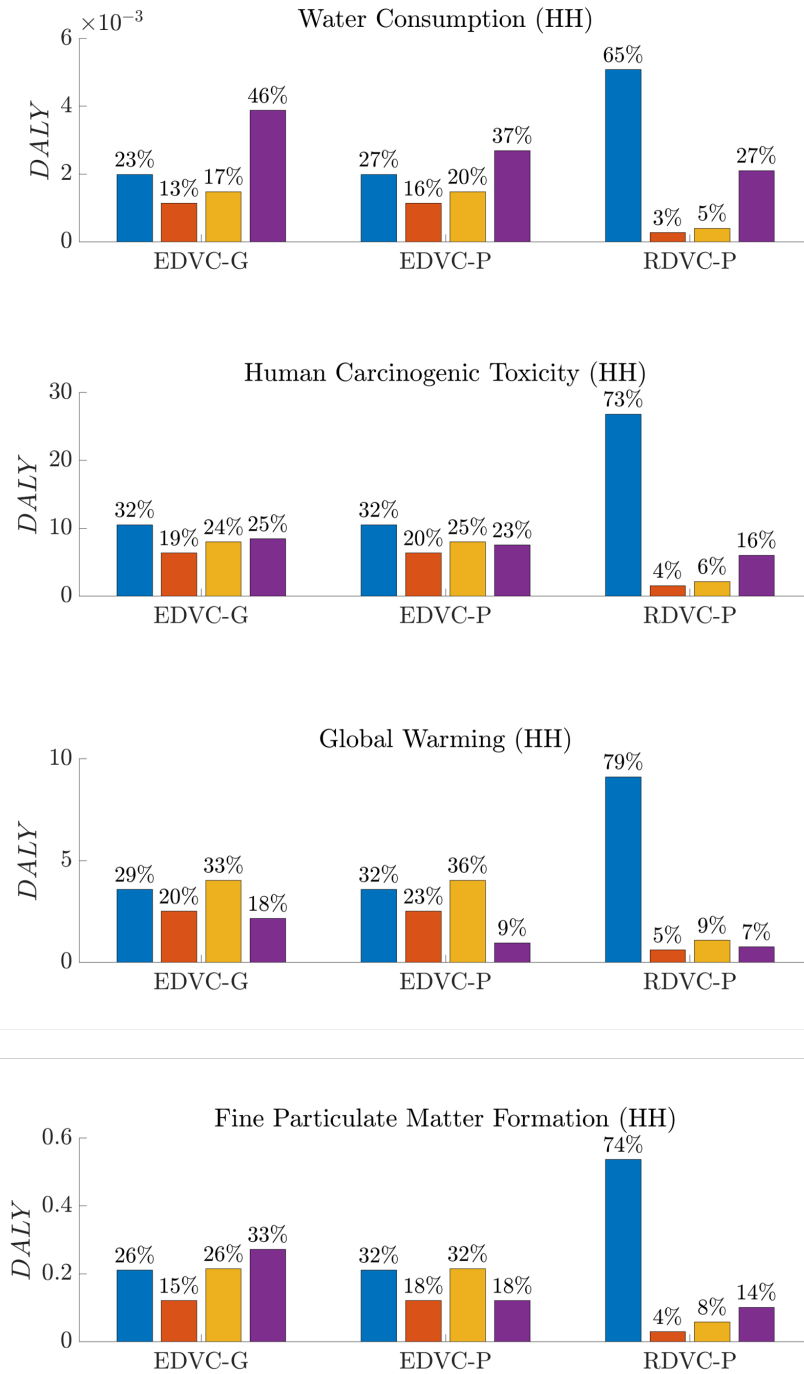 Water Consumption (HH)
×10⁻³
6
4
2
0
DALY
23% 13% 17% 46%
27% 16% 20% 37%
65% 3% 5% 27%
EDVC-G EDVC-P RDVC-P
Human Carcinogenic Toxicity (HH)
30
20
10
0
DALY
32% 19% 24% 25%
32% 20% 25% 23%
73% 4% 6% 16%
EDVC-G EDVC-P RDVC-P
Global Warming (HH)
10
5
0
DALY
29% 20% 33% 18%
32% 23% 36% 9%
79% 5% 9% 7%
EDVC-G EDVC-P RDVC-P
Fine Particulate Matter Formation (HH)
0.6
0.4
0.2
0
DALY
26% 15% 26% 33%
32% 18% 32% 18%
74% 4% 8% 14%
EDVC-G EDVC-P RDVC-P